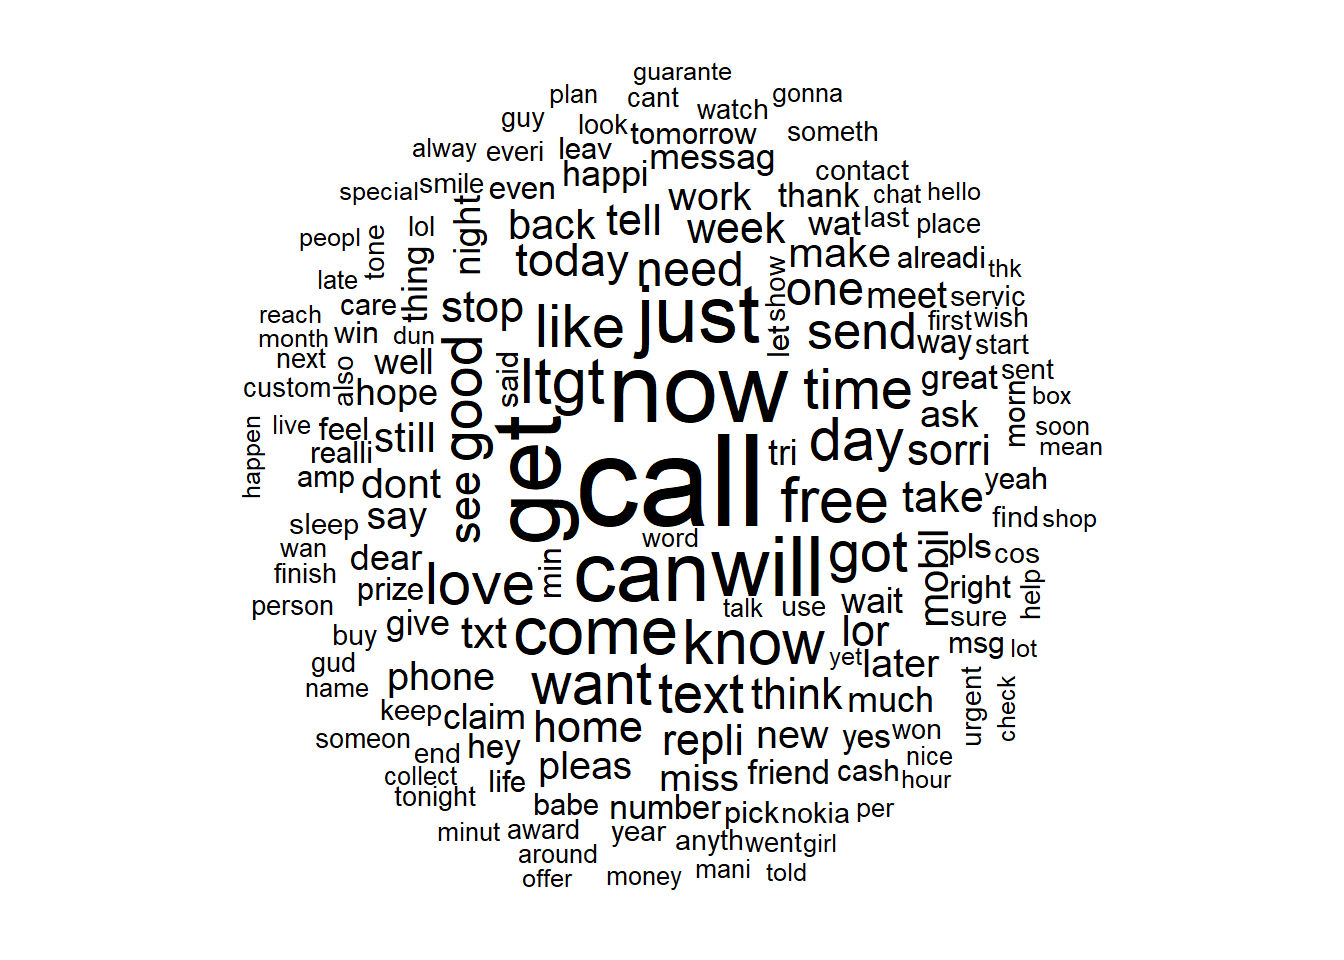 guarante
plan cant gonna
guy look watch
tomorrow someth
alway everi leav messag
special smile even happi work thank contact chat hello
peopl tone lol night back tell week wat last place
late thing today need show make alreadi thk
reach care stop like just let one meet servic
month win dun send first wish
next also well said ltgt now time way start
custom hope good great sent
happen live feel still get ask morn box
realli call tri day sorri soon mean
amp dont see free take yeah
sleep say word find shop
wan dear min can will got mobil pls cos
finish prize love talk use wait right help
person give txt come know lor sure
buy msg lot
gud phone want text think yet later
name much urgent check
keep claim home repli new yes won
someon end hey nice
collect life pleas miss friend cash hour
tonight babe number pick nokia per
minut award year anyth went girl
around
offer money mani told